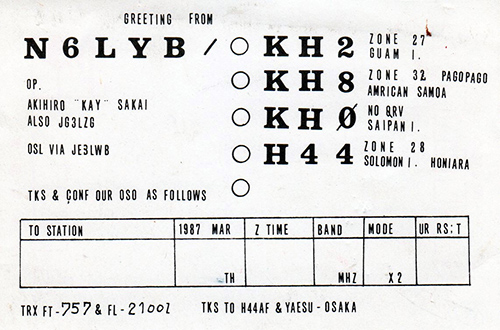 GREETING FROM
N6LYB/ KH2 ZONE 27
GUAM I.
OP. KH8 ZONE 32 PAGOPAGO
AMRICAN SAMOA
AKIHIRO "KAY" SAKAI
ALSO JG3LZG KHØ NO QRV
SAIPAN I.
QSL VIA JE3LWB H44 ZONE 28
SOLOMON I. HONIARA
TKS & CONF OUR QSO AS FOLLOWS
TO STATION 1987 MAR Z TIME BAND MODE UR RS;T
TH MHZ X2
TRX FT-757 & FL-2100Z TKS TO H44AF & YAESU-OSAKA